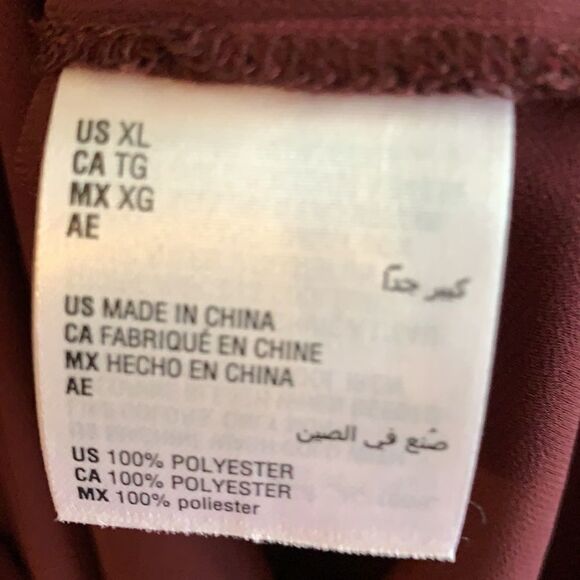 US XL
CA TG
MX XG
AE
كبير جداً
US MADE IN CHINA
CA FABRIQUÉ EN CHINE
MX HECHO EN CHINA
AE
صُنع في الصين
US 100% POLYESTER
CA 100% POLYESTER
MX 100% poliester